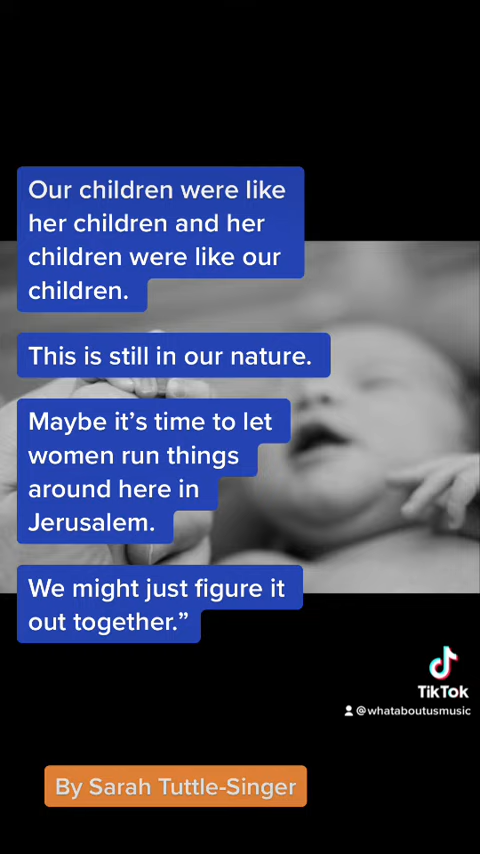 Our children were like
her children and her
children were like our
children.
This is still in our nature.
Maybe it’s time to let
women run things
around here in
Jerusalem.
We might just figure it
out together.”
TikTok
@whataboutusmusic
By Sarah Tuttle-Singer